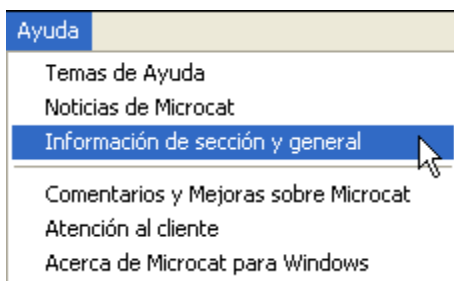 Ayuda
Temas de Ayuda
Noticias de Microcat
Información de sección y general
Comentarios y Mejoras sobre Microcat
Atención al cliente
Acerca de Microcat para Windows